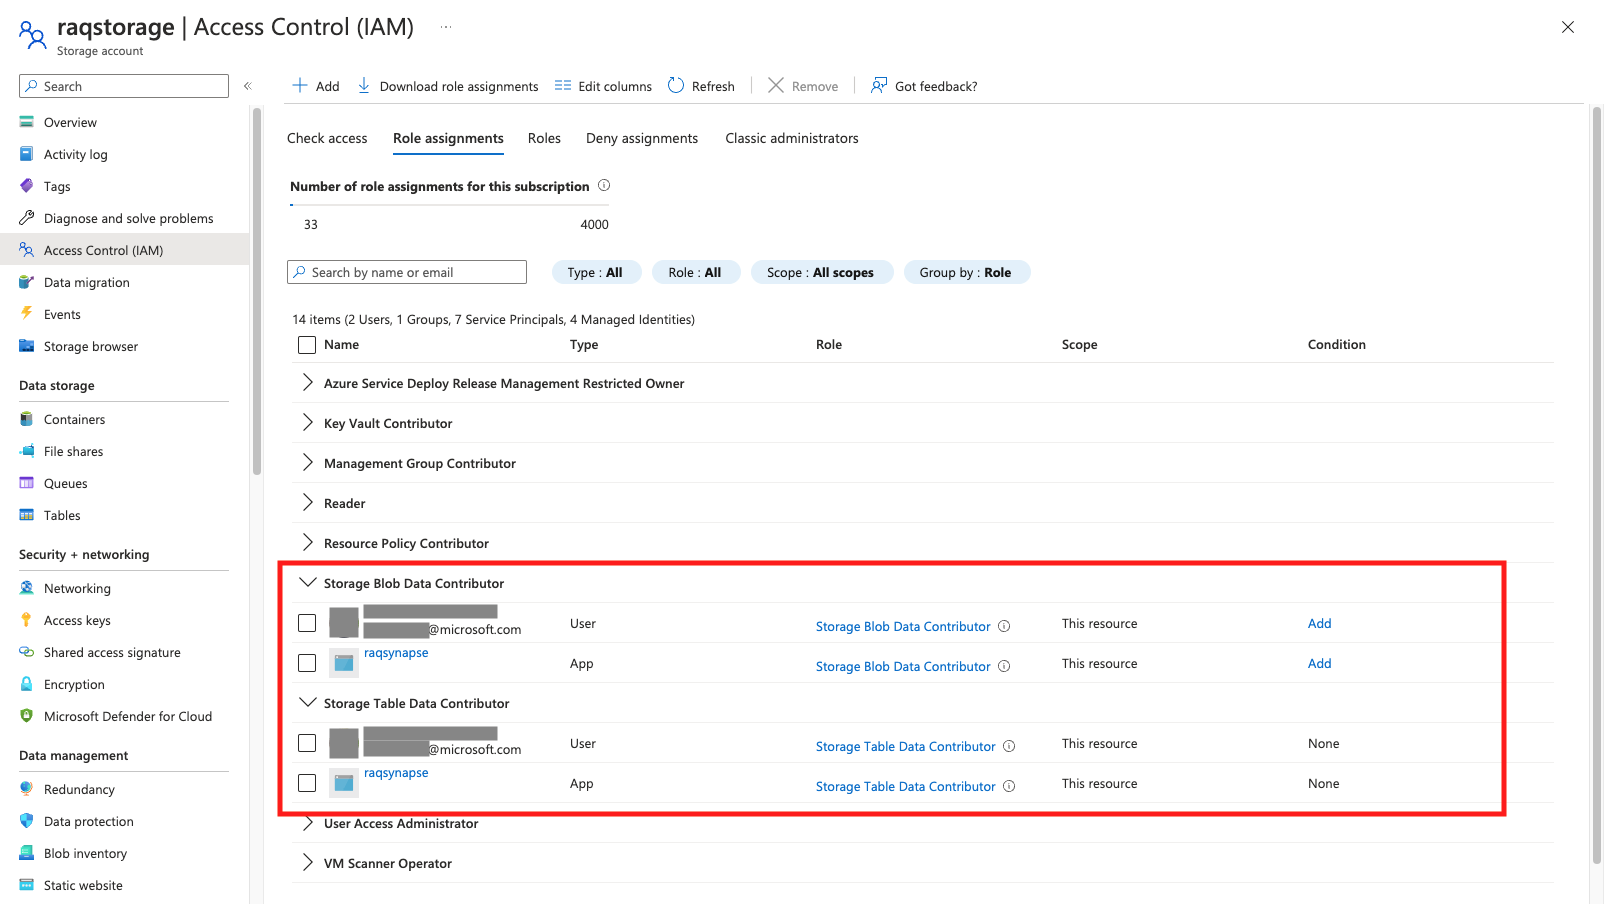 raqstorage | Access Control (IAM) ...
Storage account
Search
«
Overview
Activity log
Tags
Diagnose and solve problems
Access Control (IAM)
Data migration
Events
Storage browser
Data storage
Containers
File shares
Queues
Tables
Security + networking
Networking
Access keys
Shared access signature
Encryption
Microsoft Defender for Cloud
Data management
Redundancy
Data protection
Blob inventory
Static website
Add Download role assignments Edit columns Refresh Remove Got feedback?
Check access Role assignments Roles Deny assignments Classic administrators
Number of role assignments for this subscription
33 4000
Search by name or email Type : All Role : All Scope : All scopes Group by : Role
14 items (2 Users, 1 Groups, 7 Service Principals, 4 Managed Identities)
Name Type Role Scope Condition
Azure Service Deploy Release Management Restricted Owner
Key Vault Contributor
Management Group Contributor
Reader
Resource Policy Contributor
Storage Blob Data Contributor
@microsoft.com User Storage Blob Data Contributor This resource Add
raqsynapse App Storage Blob Data Contributor This resource Add
Storage Table Data Contributor
@microsoft.com User Storage Table Data Contributor This resource None
raqsynapse App Storage Table Data Contributor This resource None
User Access Administrator
VM Scanner Operator